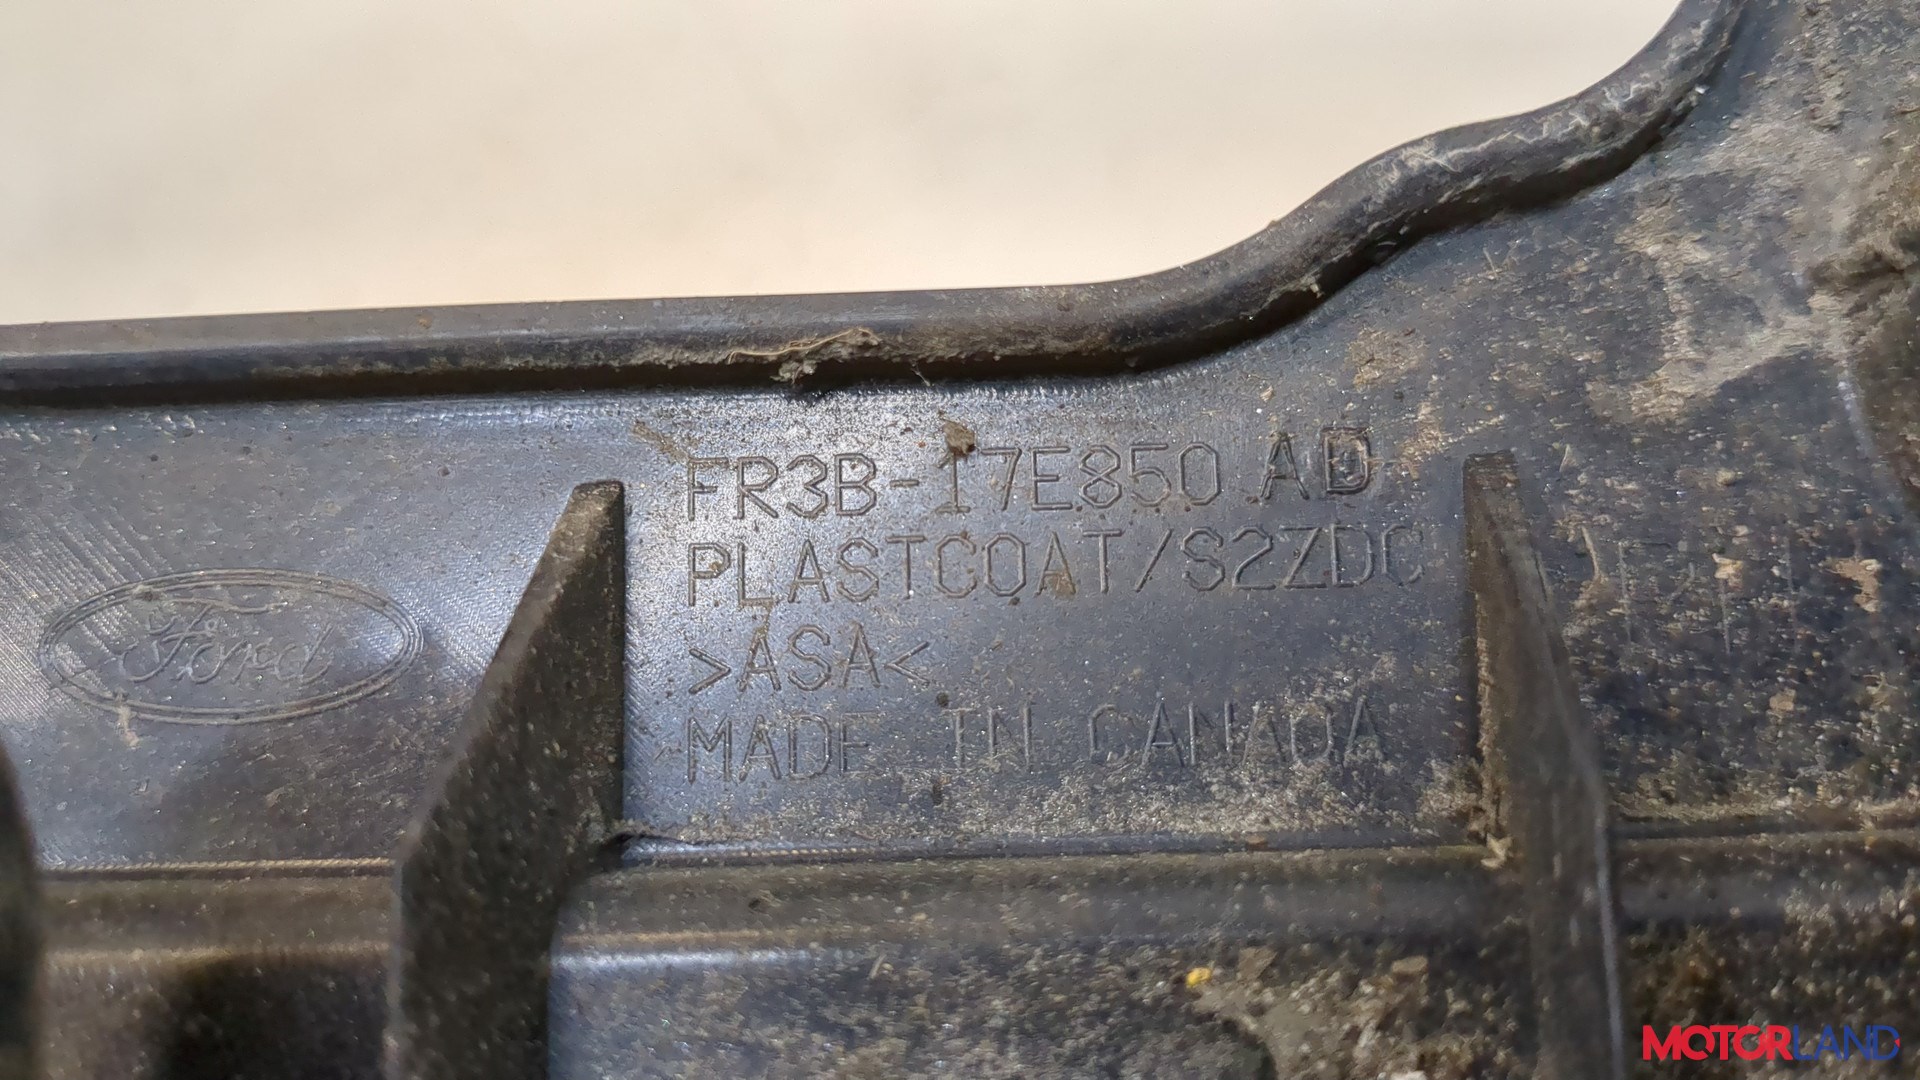 FR3B-17E850 AD
PLASTCOAT/S2ZDC
>ASA<
MADE IN CANADA
Ford
MOTORLAND